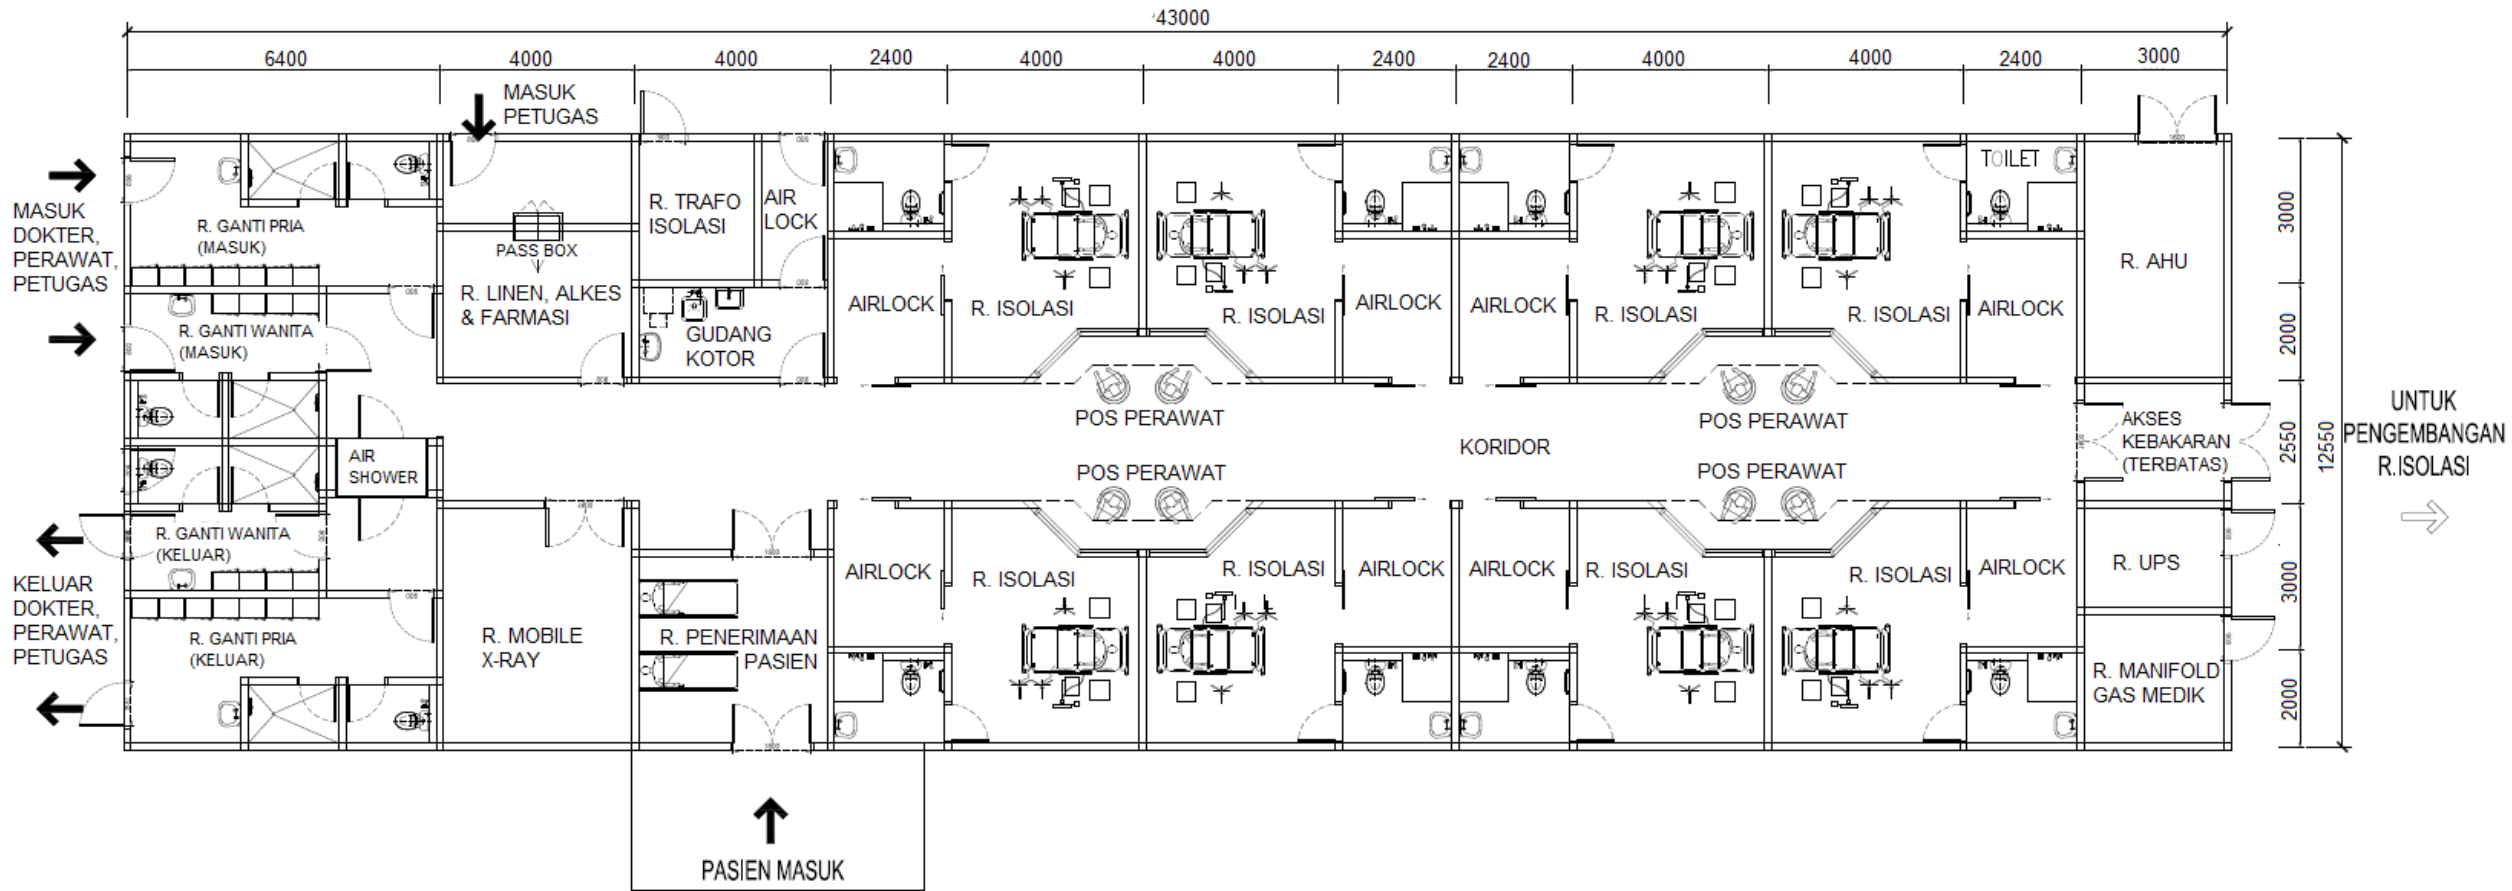 43000
6400
4000
4000
2400
4000
4000
2400
2400
4000
4000
2400
3000
MASUK
PETUGAS
MASUK
DOKTER,
PERAWAT,
PETUGAS
R. GANTI PRIA
(MASUK)
R. GANTI WANITA
(MASUK)
PASS BOX
R. LINEN, ALKES
& FARMASI
R. TRAFO
ISOLASI
AIR
LOCK
GUDANG
KOTOR
AIRLOCK
R. ISOLASI
R. ISOLASI
AIRLOCK
AIRLOCK
R. ISOLASI
R. ISOLASI
AIRLOCK
TOILET
R. AHU
3000
2000
2550
3000
2000
12550
POS PERAWAT
POS PERAWAT
KORIDOR
POS PERAWAT
POS PERAWAT
AKSES
KEBAKARAN
(TERBATAS)
UNTUK
PENGEMBANGAN
R.ISOLASI
AIR
SHOWER
R. GANTI WANITA
(KELUAR)
KELUAR
DOKTER,
PERAWAT,
PETUGAS
R. GANTI PRIA
(KELUAR)
R. MOBILE
X-RAY
R. PENERIMAAN
PASIEN
AIRLOCK
R. ISOLASI
R. ISOLASI
AIRLOCK
AIRLOCK
R. ISOLASI
R. ISOLASI
AIRLOCK
R. UPS
R. MANIFOLD
GAS MEDIK
PASIEN MASUK